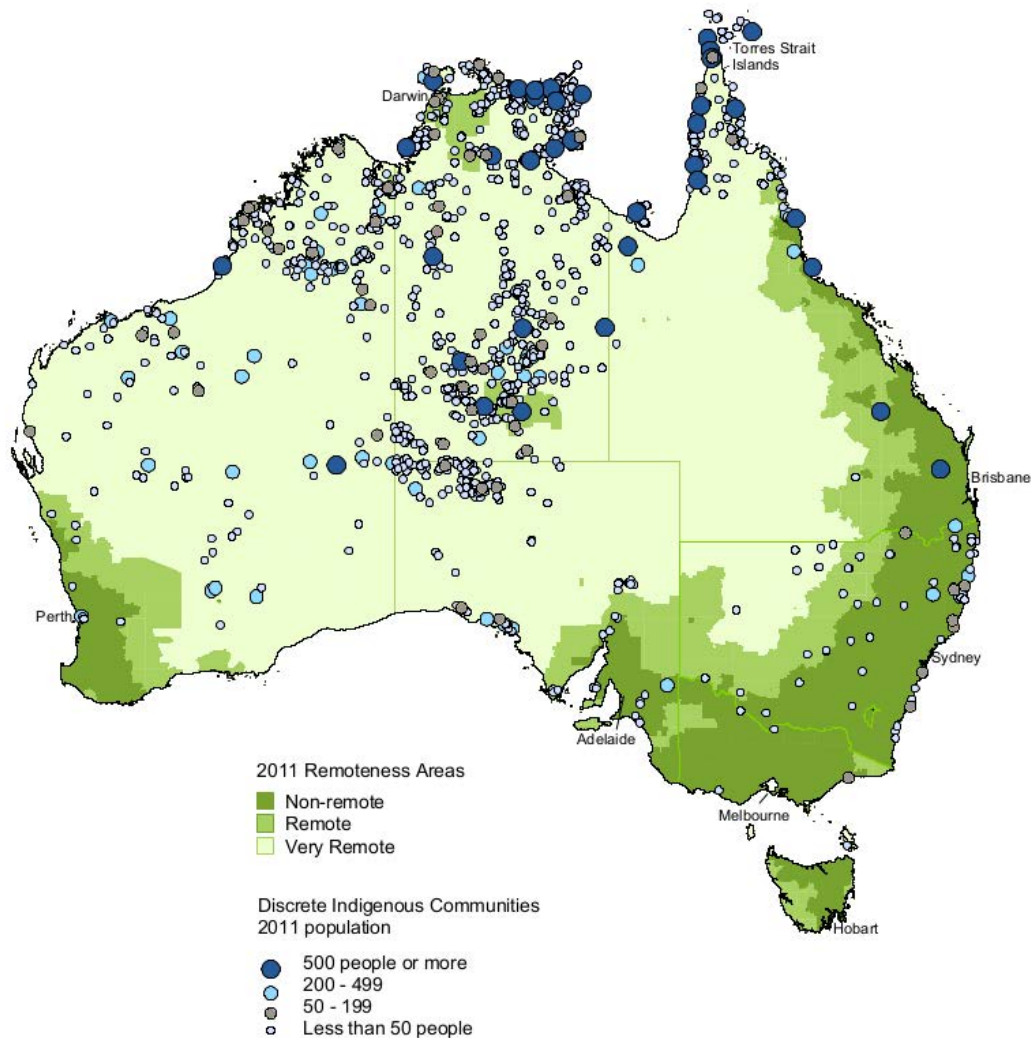 Torres Strait
Islands
Darwin
Brisbane
Perth
Sydney
Adelaide
Melbourne
Hobart
2011 Remoteness Areas
Non-remote
Remote
Very Remote
Discrete Indigenous Communities
2011 population
500 people or more
200 - 499
50 - 199
Less than 50 people